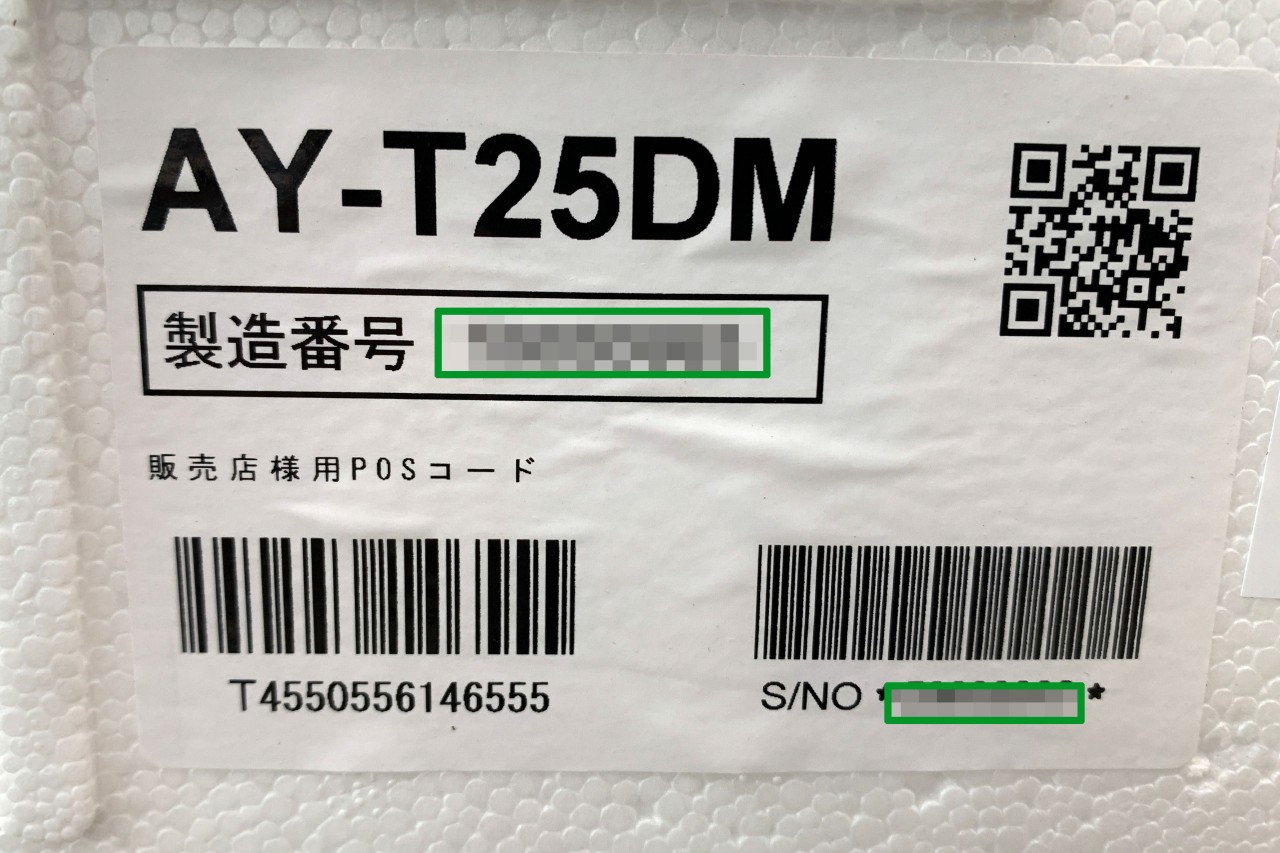 AY-T25DM
製造番号
販売店様用POSコード
T4550556146555
S/NO * *